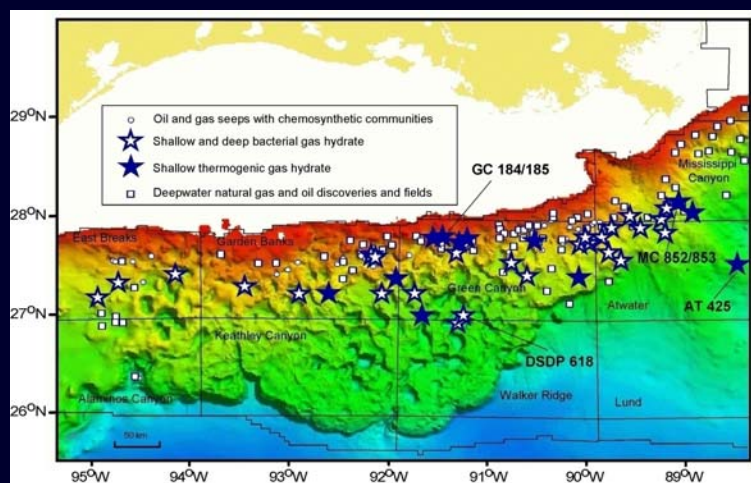 29°N
28°N
27°N
26°N
Oil and gas seeps with chemosynthetic communities
Shallow and deep bacterial gas hydrate
Shallow thermogenic gas hydrate
Deepwater natural gas and oil discoveries and fields
GC 184/185
Mississippi
Canyon
East Breaks
Garden Banks
MC 852/853
Green Canyon
AT 425
Atwater
Keathley Canyon
DSDP 618
Alaminos Canyon
Walker Ridge
Lund
50 km
95°W
94°W
93°W
92°W
91°W
90°W
89°W